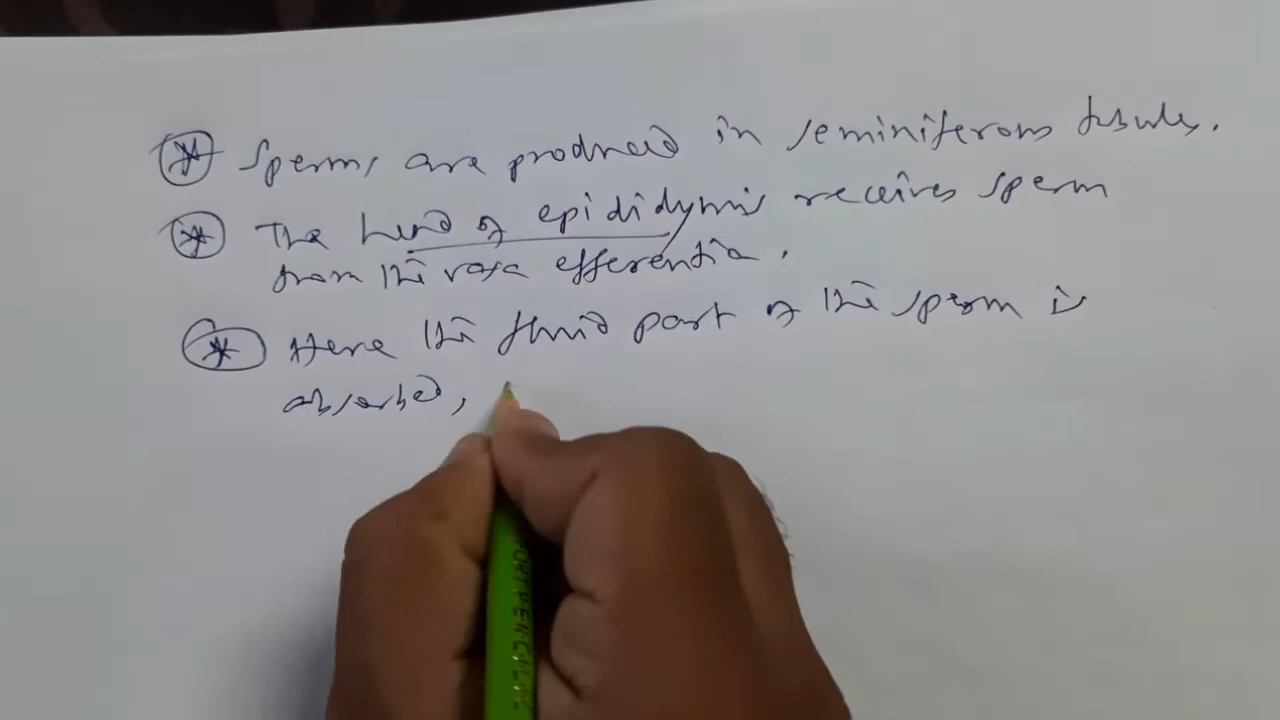 Sperms are produced in seminiferous tubules.
The head of epididymis receives sperm
from the vasa efferentia.
Here the fluid part of the sperm is
absorbed,